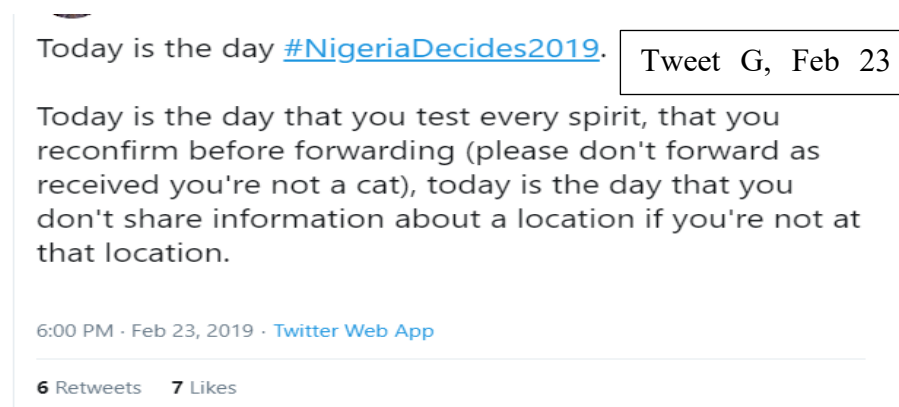 Today is the day #NigeriaDecides2019.
Tweet G, Feb 23
Today is the day that you test every spirit, that you
reconfirm before forwarding (please don't forward as
received you're not a cat), today is the day that you
don't share information about a location if you're not at
that location.
6:00 PM · Feb 23, 2019 · Twitter Web App
6 Retweets 7 Likes